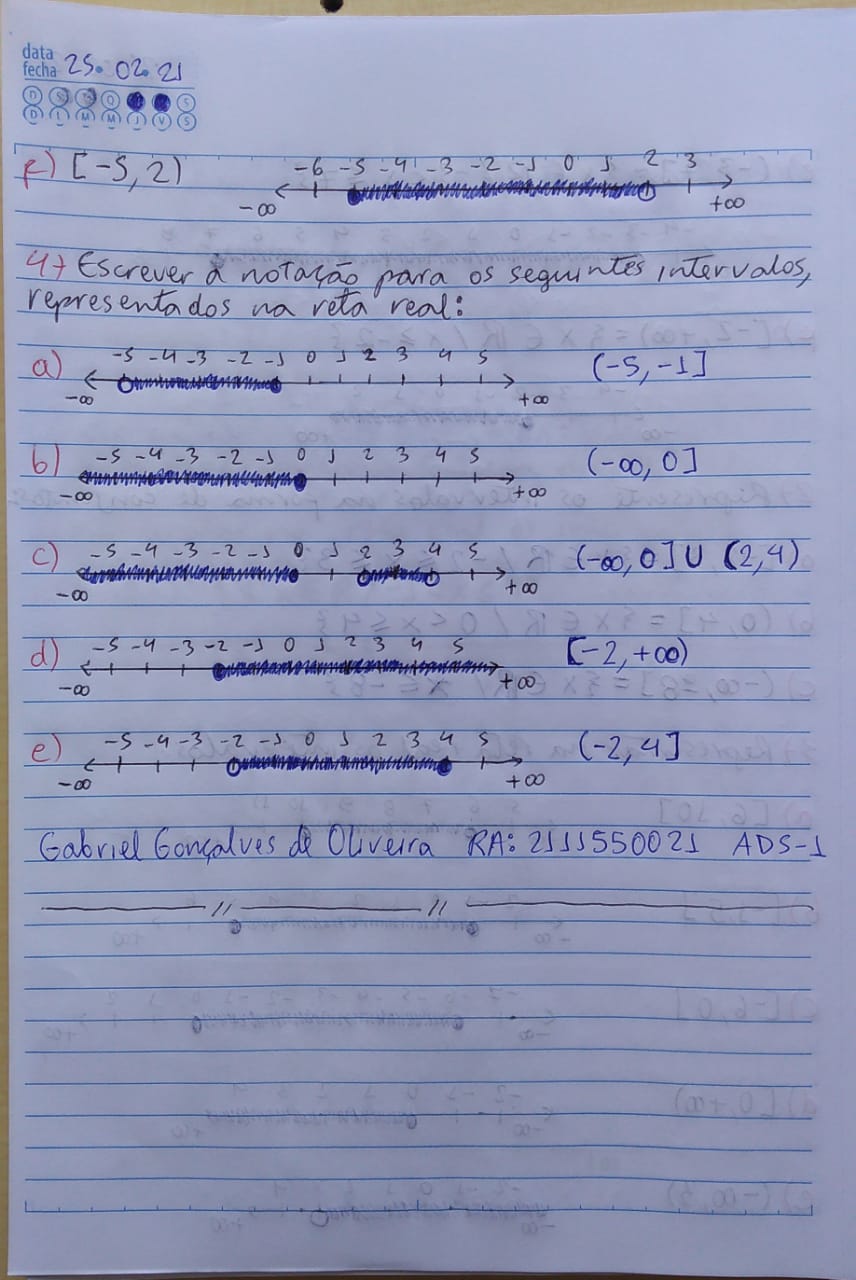 data
fecha 25. 02. 21
D S T Q Q S S
D L M M J V S
f) [-5, 2)
-6 -5 -4 -3 -2 -1 0 1 2 3
-∞ +∞
4) Escrever a notação para os seguintes intervalos,
representados na reta real:
a) -5 -4 -3 -2 -1 0 1 2 3 4 5 (-5, -1]
-∞ +∞
b) -5 -4 -3 -2 -1 0 1 2 3 4 5 (-∞, 0]
-∞ +∞
c) -5 -4 -3 -2 -1 0 1 2 3 4 5 (-∞, 0] U (2, 4)
-∞ +∞
d) -5 -4 -3 -2 -1 0 1 2 3 4 5 [-2, +∞)
-∞ +∞
e) -5 -4 -3 -2 -1 0 1 2 3 4 5 (-2, 4]
-∞ +∞
Gabriel Gonçalves de Oliveira RA: 2111550021 ADS-1